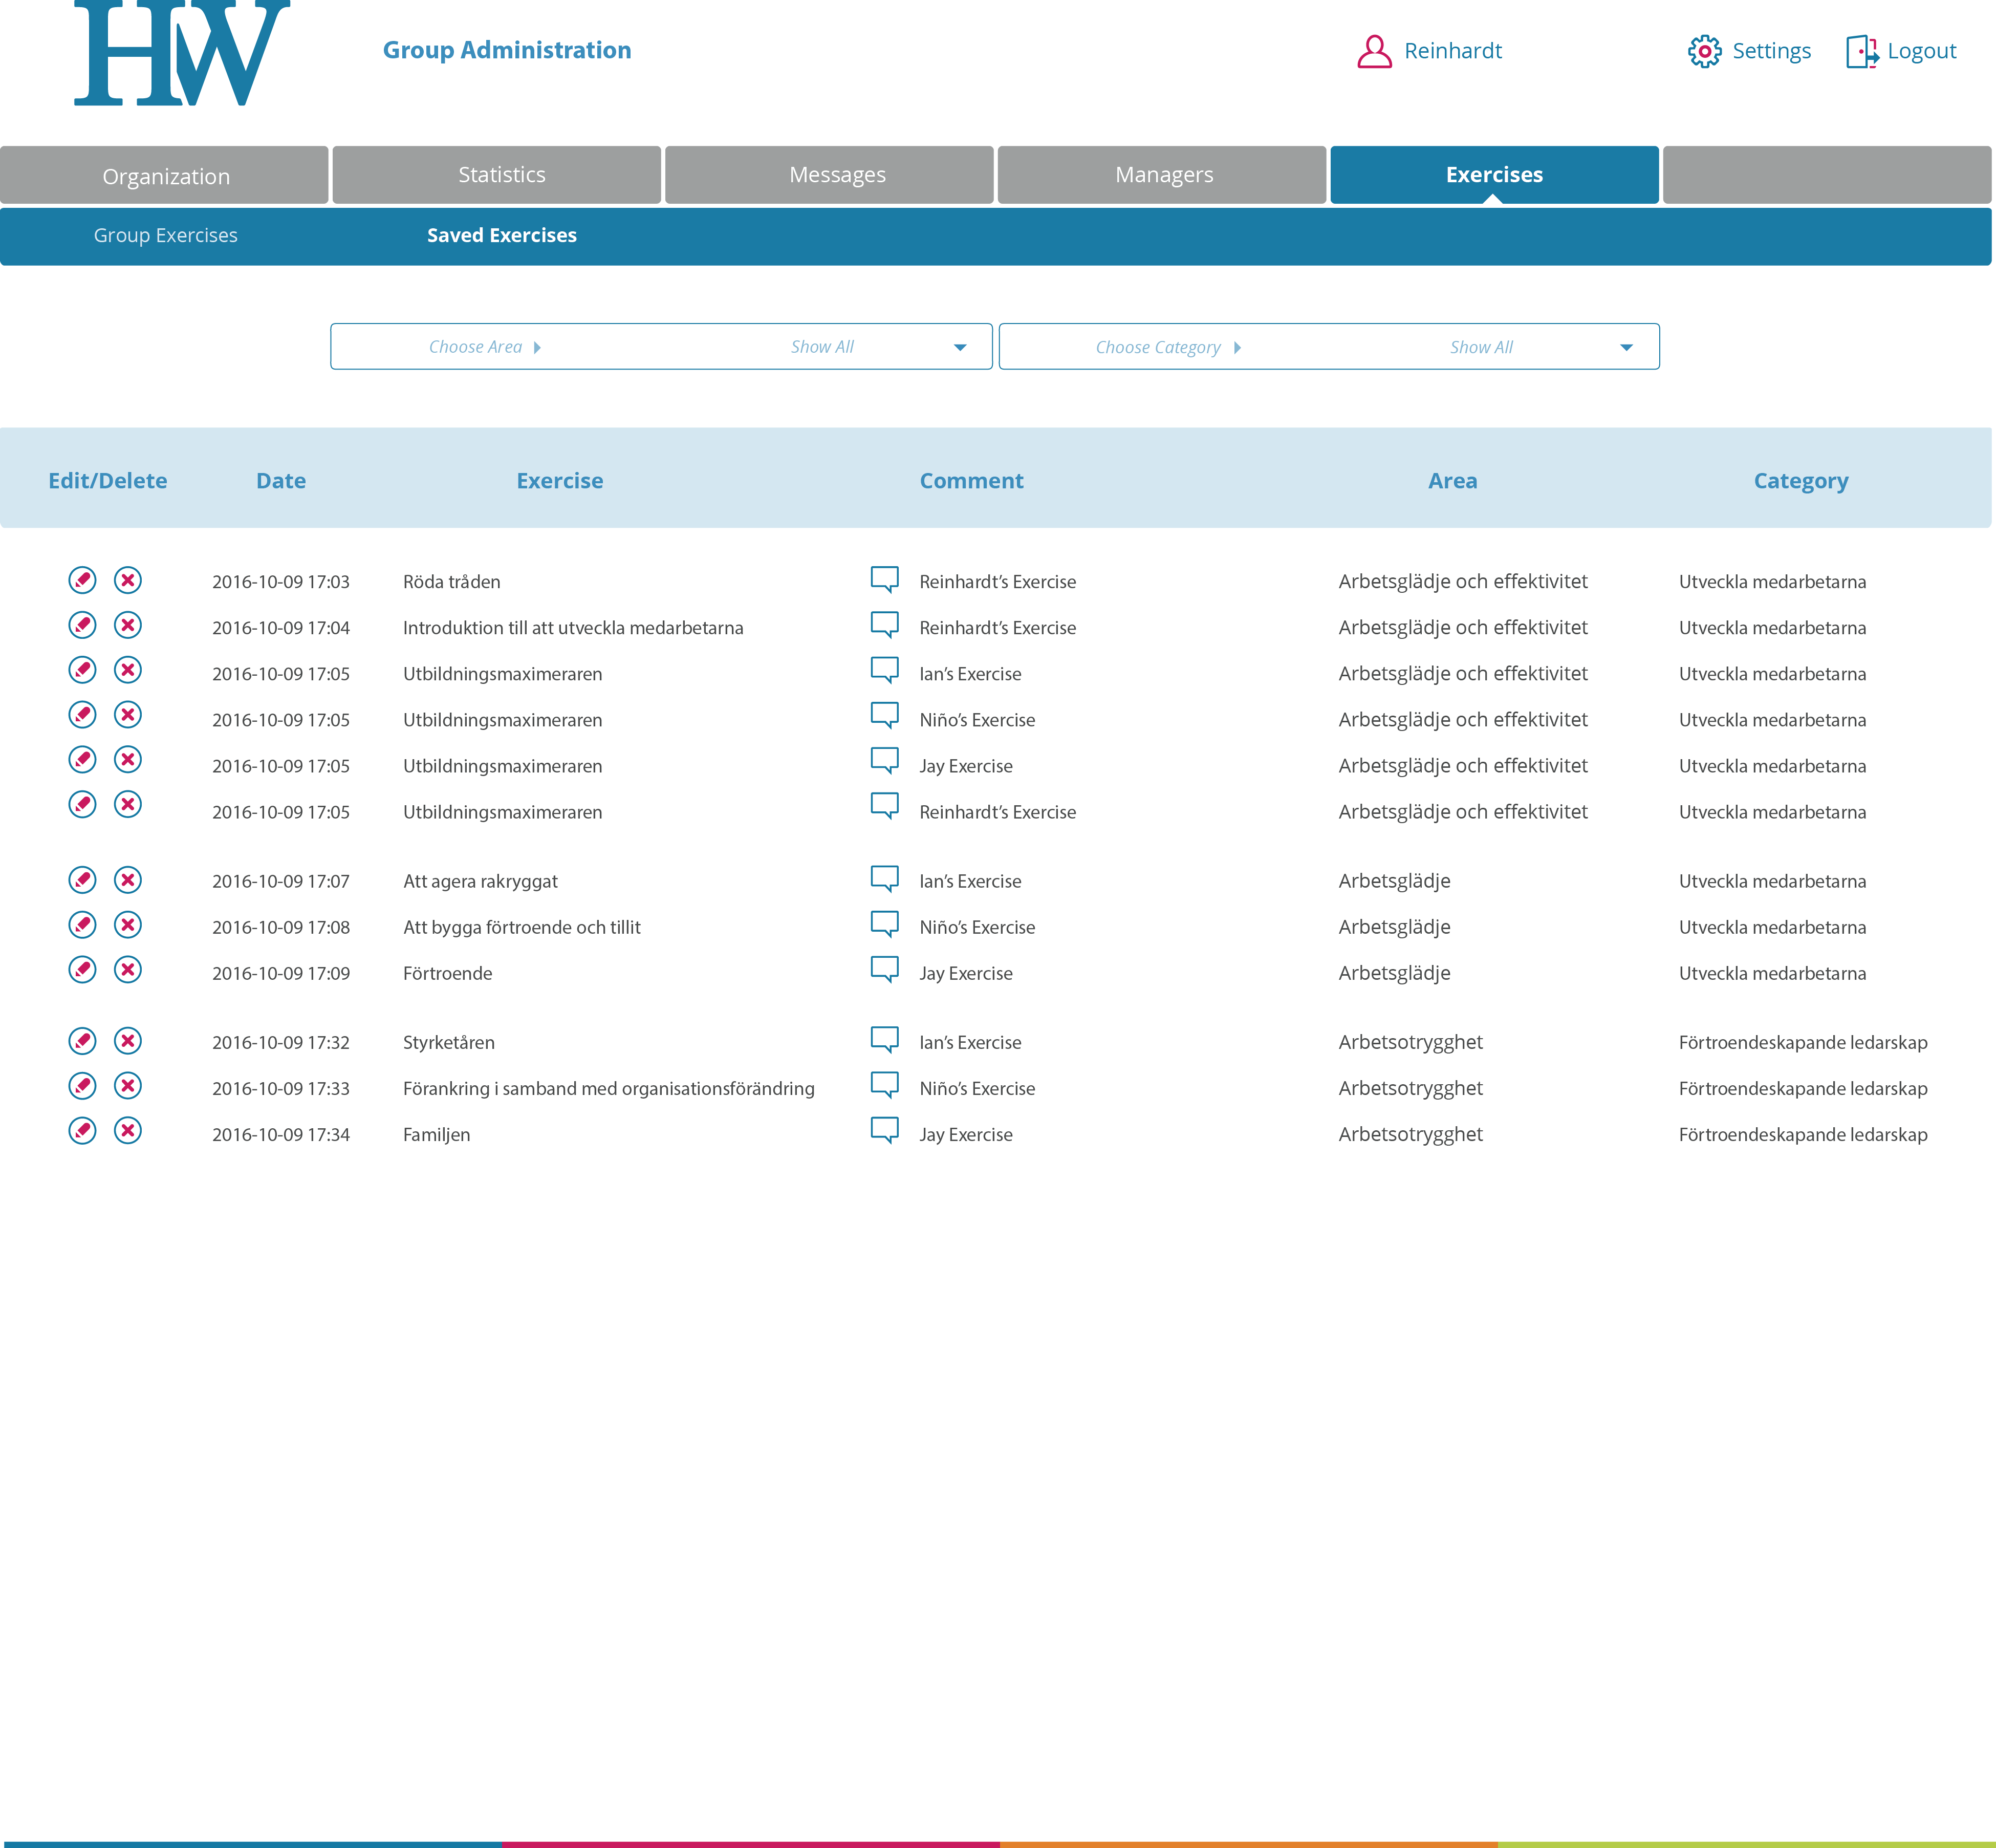 HW
Group Administration
Reinhardt
Settings
Logout
Organization
Statistics
Messages
Managers
Exercises
Group Exercises
Saved Exercises
Choose Area
Show All
Choose Category
Show All
Edit/Delete
Date
Exercise
Comment
Area
Category
2016-10-09 17:03 Röda tråden Reinhardt’s Exercise Arbetsglädje och effektivitet Utveckla medarbetarna
2016-10-09 17:04 Introduktion till att utveckla medarbetarna Reinhardt’s Exercise Arbetsglädje och effektivitet Utveckla medarbetarna
2016-10-09 17:05 Utbildningsmaximeraren Ian’s Exercise Arbetsglädje och effektivitet Utveckla medarbetarna
2016-10-09 17:05 Utbildningsmaximeraren Niño’s Exercise Arbetsglädje och effektivitet Utveckla medarbetarna
2016-10-09 17:05 Utbildningsmaximeraren Jay Exercise Arbetsglädje och effektivitet Utveckla medarbetarna
2016-10-09 17:05 Utbildningsmaximeraren Reinhardt’s Exercise Arbetsglädje och effektivitet Utveckla medarbetarna
2016-10-09 17:07 Att agera rakryggat Ian’s Exercise Arbetsglädje Utveckla medarbetarna
2016-10-09 17:08 Att bygga förtroende och tillit Niño’s Exercise Arbetsglädje Utveckla medarbetarna
2016-10-09 17:09 Förtroende Jay Exercise Arbetsglädje Utveckla medarbetarna
2016-10-09 17:32 Styrketåren Ian’s Exercise Arbetsotrygghet Förtroendeskapande ledarskap
2016-10-09 17:33 Förankring i samband med organisationsförändring Niño’s Exercise Arbetsotrygghet Förtroendeskapande ledarskap
2016-10-09 17:34 Familjen Jay Exercise Arbetsotrygghet Förtroendeskapande ledarskap